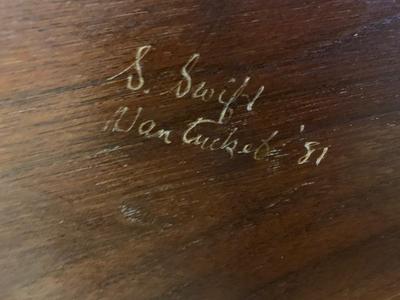 S. Swift
Nantucket '81